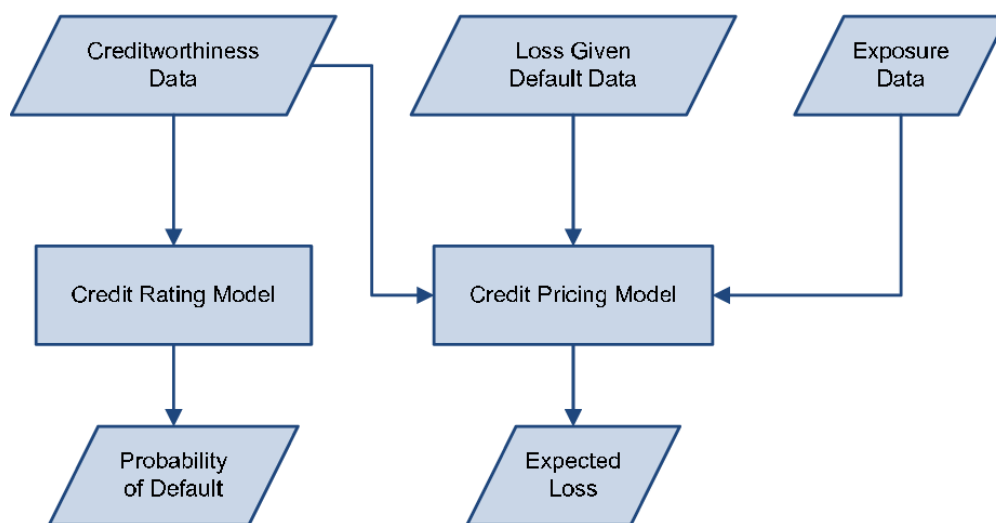 Creditworthiness
Data
Loss Given
Default Data
Exposure
Data
Credit Rating Model
Credit Pricing Model
Probability
of Default
Expected
Loss